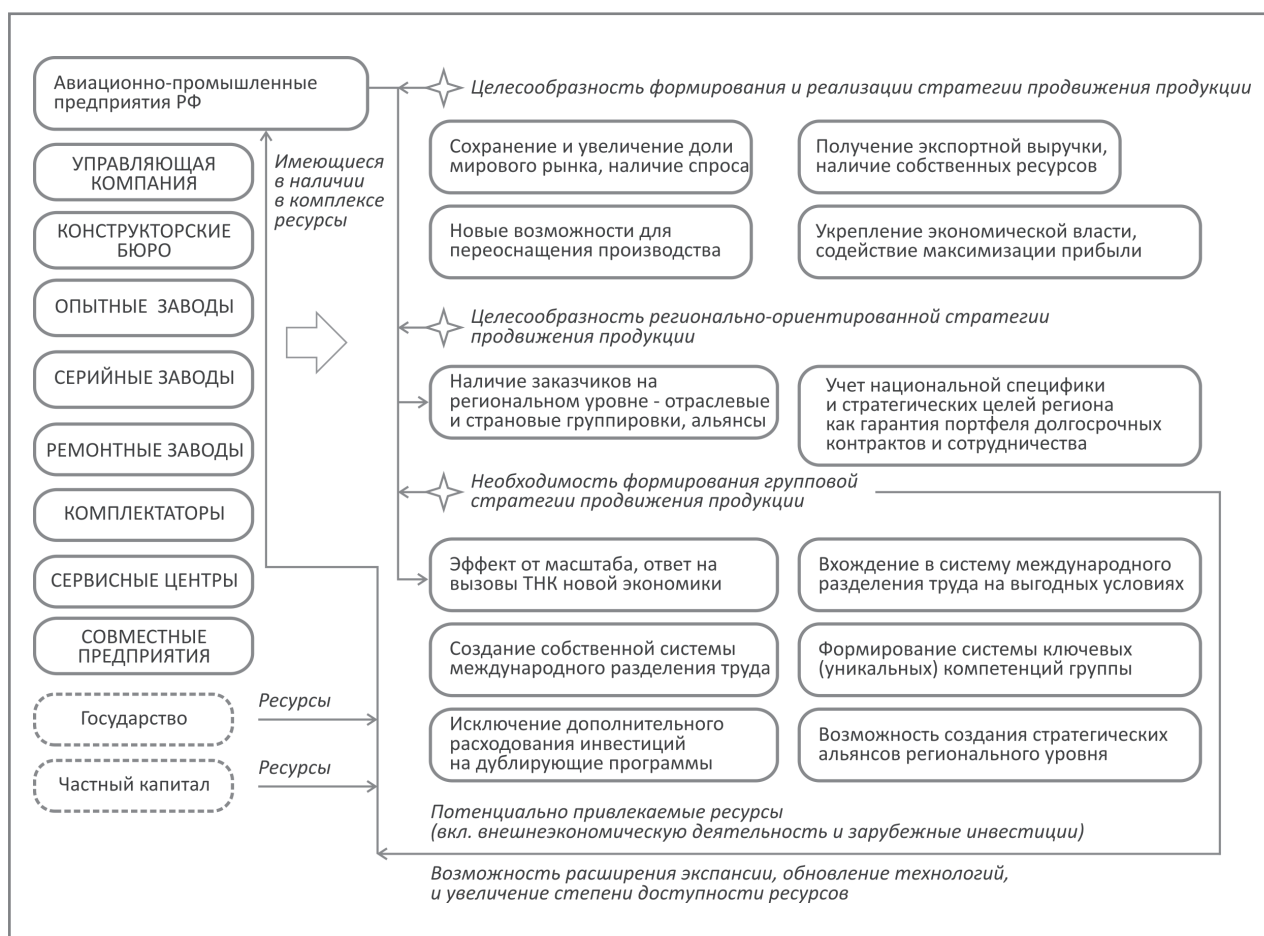 Авиационно-промышленные
предприятия РФ
УПРАВЛЯЮЩАЯ
КОМПАНИЯ
КОНСТРУКТОРСКИЕ
БЮРО
ОПЫТНЫЕ ЗАВОДЫ
СЕРИЙНЫЕ ЗАВОДЫ
РЕМОНТНЫЕ ЗАВОДЫ
КОМПЛЕКТАТОРЫ
СЕРВИСНЫЕ ЦЕНТРЫ
СОВМЕСТНЫЕ
ПРЕДПРИЯТИЯ
Государство
Частный капитал
Имеющиеся
в наличии
в комплексе
ресурсы
Ресурсы
Ресурсы
Целесообразность формирования и реализации стратегии продвижения продукции
Сохранение и увеличение доли
мирового рынка, наличие спроса
Получение экспортной выручки,
наличие собственных ресурсов
Новые возможности для
переоснащения производства
Укрепление экономической власти,
содействие максимизации прибыли
Целесообразность регионально-ориентированной стратегии
продвижения продукции
Наличие заказчиков на
региональном уровне - отраслевые
и страновые группировки, альянсы
Учет национальной специфики
и стратегических целей региона
как гарантия портфеля долгосрочных
контрактов и сотрудничества
Необходимость формирования групповой
стратегии продвижения продукции
Эффект от масштаба, ответ на
вызовы ТНК новой экономики
Вхождение в систему международного
разделения труда на выгодных условиях
Создание собственной системы
международного разделения труда
Формирование системы ключевых
(уникальных) компетенций группы
Исключение дополнительного
расходования инвестиций
на дублирующие программы
Возможность создания стратегических
альянсов регионального уровня
Потенциально привлекаемые ресурсы
(вкл. внешнеэкономическую деятельность и зарубежные инвестиции)
Возможность расширения экспансии, обновление технологий,
и увеличение степени доступности ресурсов